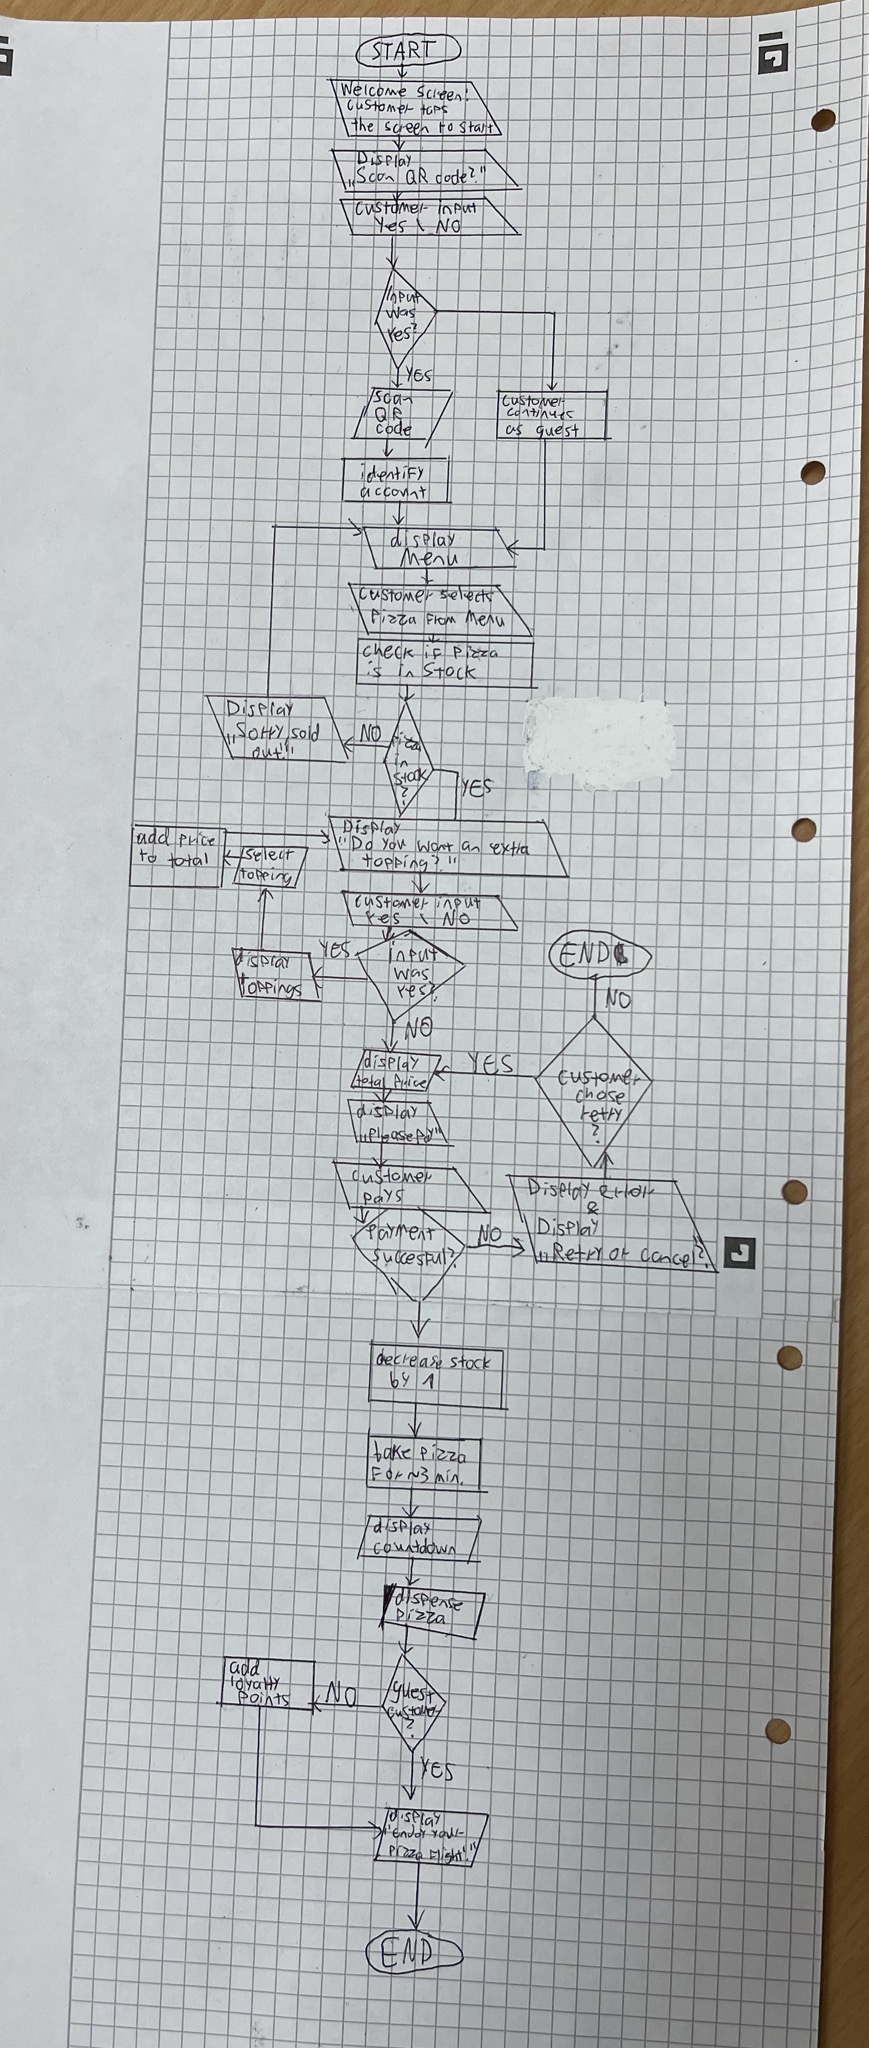 START
Welcome Screen!
customer taps
the screen to start
Display
„Scan QR code?"
Customer input
Yes \ NO
input
was
yes?
YES
Scan
QR
code
customer
continues
as guest
identify
account
display
Menu
Customer selects
Pizza from Menu
check if Pizza
is in Stock
Display
„Sorry, sold
out!"
NO
Pizza
in
stock
?
YES
Display
"Do you want an extra
topping?"
add price
to total
select
topping
customer input
Yes \ NO
END
YES
input
was
yes?
display
toppings
NO
NO
display
total Price
YES
customer
chose
retry
?
display
customer
pays
Display error
&
Display
„Retry or cancel?
Payment
succesful?
NO
decrease stock
by 1
bake pizza
For ~3 min.
display
countdown
dispense
pizza
add
loyalty
points
NO
guest
customer
?
YES
display
Pizza Flight!"
END